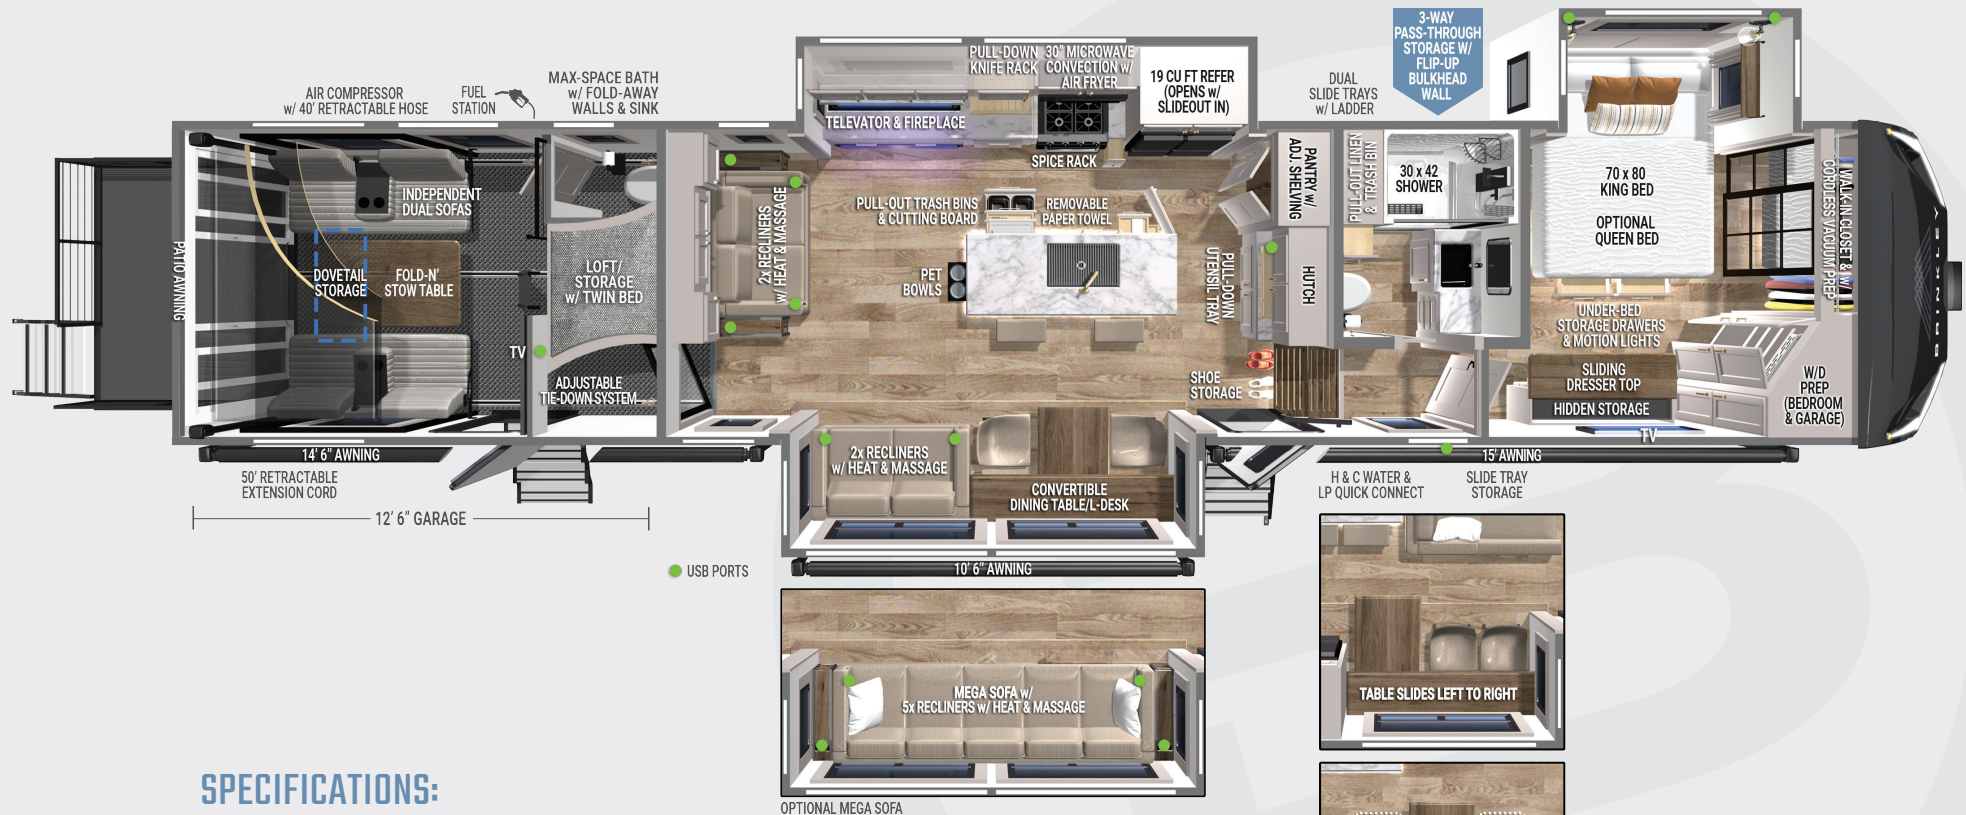 3-WAY
PASS-THROUGH
STORAGE W/
FLIP-UP
BULKHEAD
WALL
AIR COMPRESSOR
w/ 40' RETRACTABLE HOSE
FUEL
STATION
MAX-SPACE BATH
w/ FOLD-AWAY
WALLS & SINK
PULL-DOWN
KNIFE RACK
30" MICROWAVE
CONVECTION w/
AIR FRYER
19 CU FT REFER
(OPENS w/
SLIDEOUT IN)
DUAL
SLIDE TRAYS
w/ LADDER
TELEVATOR & FIREPLACE
SPICE RACK
PATIO AWNING
INDEPENDENT
DUAL SOFAS
DOVETAIL
STORAGE
FOLD-N'
STOW TABLE
LOFT/
STORAGE
w/ TWIN BED
TV
ADJUSTABLE
TIE-DOWN SYSTEM
2x RECLINERS
w/ HEAT & MASSAGE
PULL-OUT TRASH BINS
& CUTTING BOARD
REMOVABLE
PAPER TOWEL
PET
BOWLS
PANTRY w/
ADJ. SHELVING
PULL-DOWN
UTENSIL TRAY
HUTCH
SHOE
STORAGE
PULL-OUT LINEN
& TRASH BIN
30 x 42
SHOWER
70 x 80
KING BED
OPTIONAL
QUEEN BED
UNDER-BED
STORAGE DRAWERS
& MOTION LIGHTS
SLIDING
DRESSER TOP
HIDDEN STORAGE
TV
WALK-IN CLOSET & w/
CORDLESS VACUUM PREP
W/D
PREP
(BEDROOM
& GARAGE)
BRINKLEY
2x RECLINERS
w/ HEAT & MASSAGE
CONVERTIBLE
DINING TABLE/L-DESK
14' 6" AWNING
50' RETRACTABLE
EXTENSION CORD
12' 6" GARAGE
15' AWNING
H & C WATER &
LP QUICK CONNECT
SLIDE TRAY
STORAGE
10' 6" AWNING
USB PORTS
MEGA SOFA w/
5x RECLINERS w/ HEAT & MASSAGE
OPTIONAL MEGA SOFA
TABLE SLIDES LEFT TO RIGHT
SPECIFICATIONS: